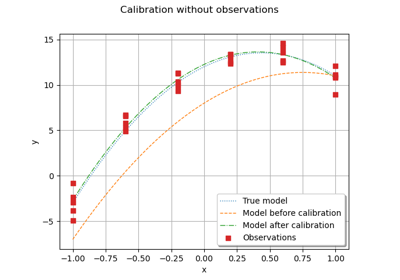 Calibration without observations
15
10
5
0
−5
y
−1.00 −0.75 −0.50 −0.25 0.00 0.25 0.50 0.75 1.00
x
True model
Model before calibration
Model after calibration
Observations